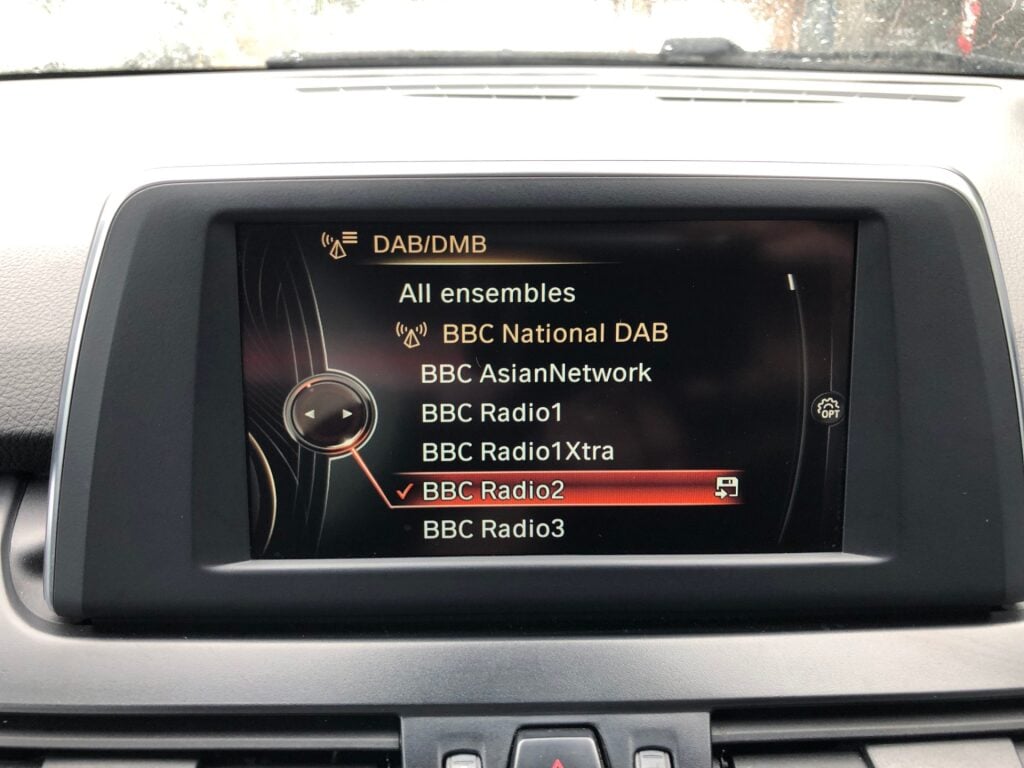 DAB/DMB
All ensembles
BBC National DAB
BBC AsianNetwork
BBC Radio1
BBC Radio1Xtra
BBC Radio2
BBC Radio3
OPT